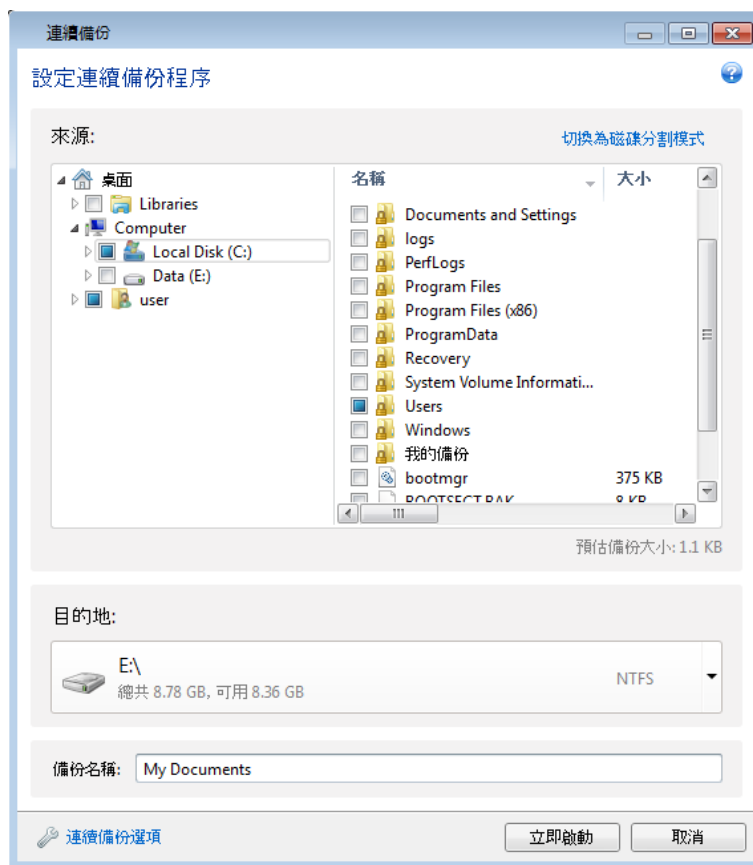 連續備份
設定連續備份程序
來源:
切換為磁碟分割模式
桌面
Libraries
Computer
Local Disk (C:)
Data (E:)
user
名稱 大小
Documents and Settings
logs
PerfLogs
Program Files
Program Files (x86)
ProgramData
Recovery
System Volume Informati...
Users
Windows
我的備份
bootmgr 375 KB
BOOTSECT.BAK 8 KB
預估備份大小: 1.1 KB
目的地:
E:\
總共 8.78 GB, 可用 8.36 GB
NTFS
備份名稱: My Documents
連續備份選項 立即啟動 取消